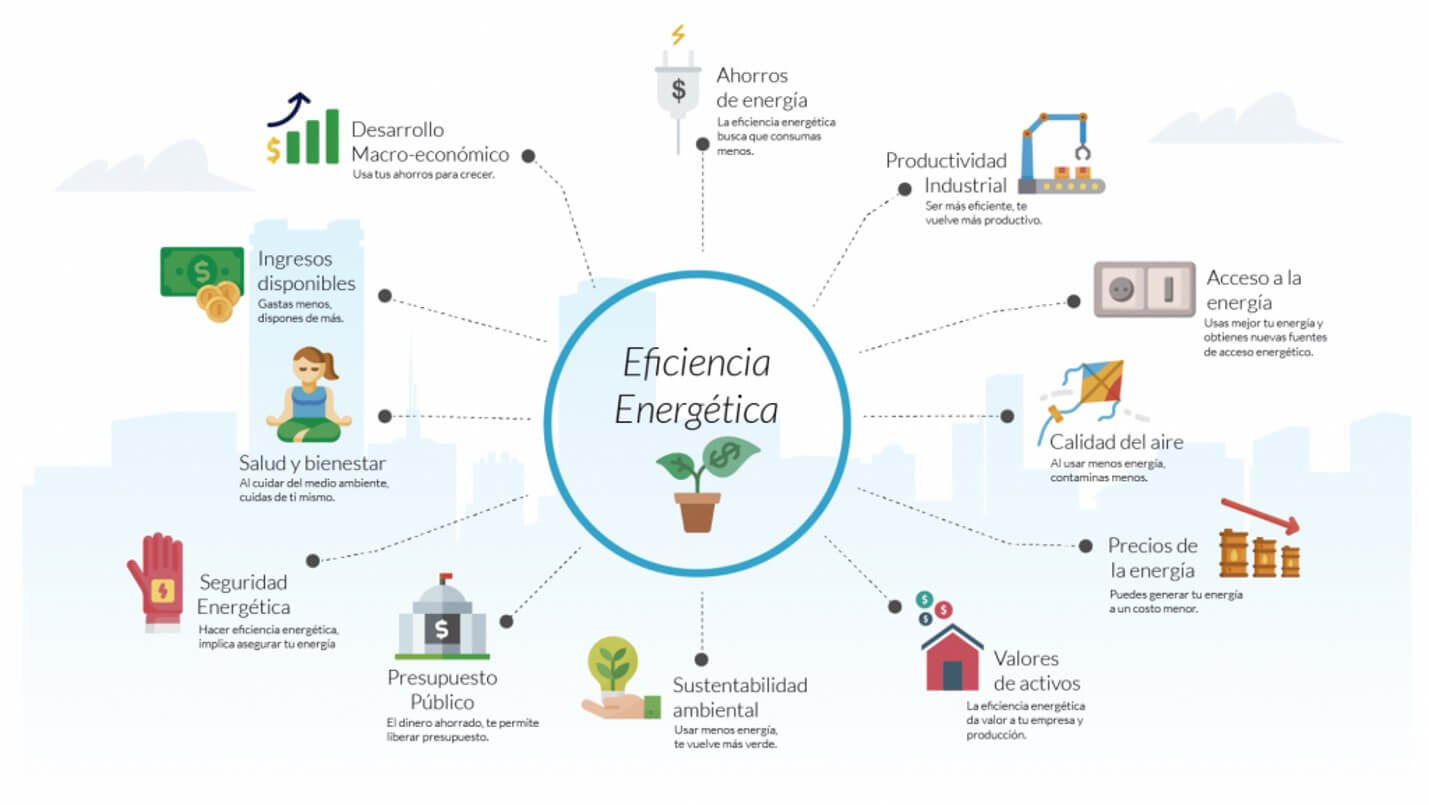 Eficiencia
Energética
Ahorros
de energía
La eficiencia energética
busca que consumas
menos.
Productividad
Industrial
Ser más eficiente, te
vuelve más productivo.
Acceso a la
energía
Usas mejor tu energía y
obtienes nuevas fuentes
de acceso energético.
Calidad del aire
Al usar menos energía,
contaminas menos.
Precios de
la energía
Puedes generar tu energía
a un costo menor.
Valores
de activos
La eficiencia energética
da valor a tu empresa y
producción.
Sustentabilidad
ambiental
Usar menos energía,
te vuelve más verde.
Presupuesto
Público
El dinero ahorrado, te permite
liberar presupuesto.
Seguridad
Energética
Hacer eficiencia energética,
implica asegurar tu energía
Salud y bienestar
Al cuidar del medio ambiente,
cuidas de ti mismo.
Ingresos
disponibles
Gastas menos,
dispones de más.
Desarrollo
Macro-económico
Usa tus ahorros para crecer.